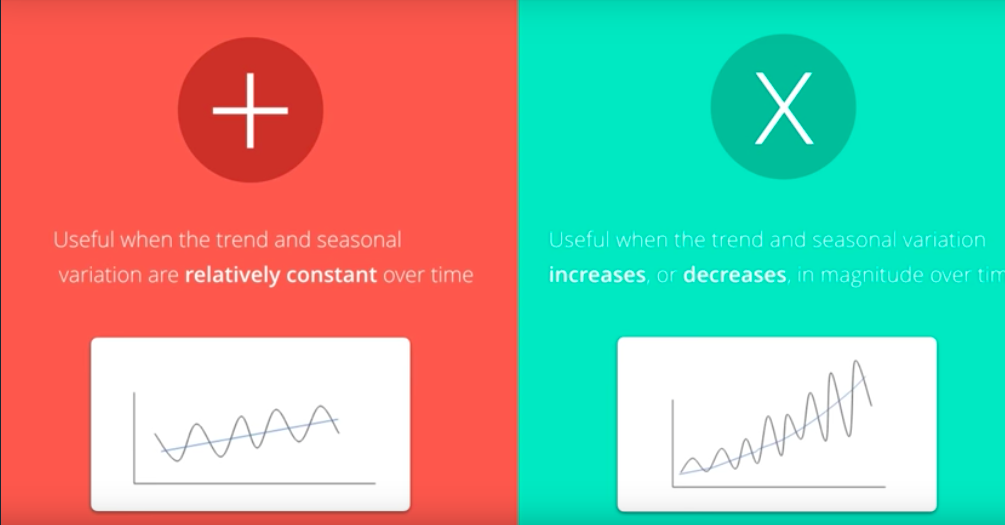 +
Useful when the trend and seasonal
variation are relatively constant over time
X
Useful when the trend and seasonal variation
increases, or decreases, in magnitude over tim